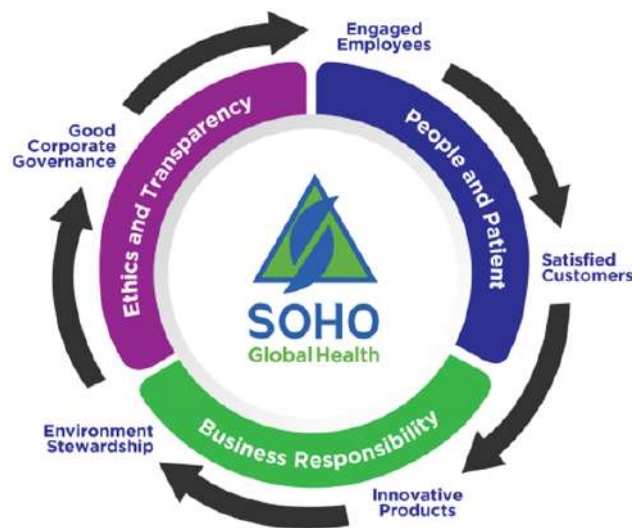 Engaged
Employees
People and Patient
Satisfied
Customers
Innovative
Products
Business Responsibility
Environment
Stewardship
Good
Corporate
Governance
Ethics and Transparency
SOHO
Global Health